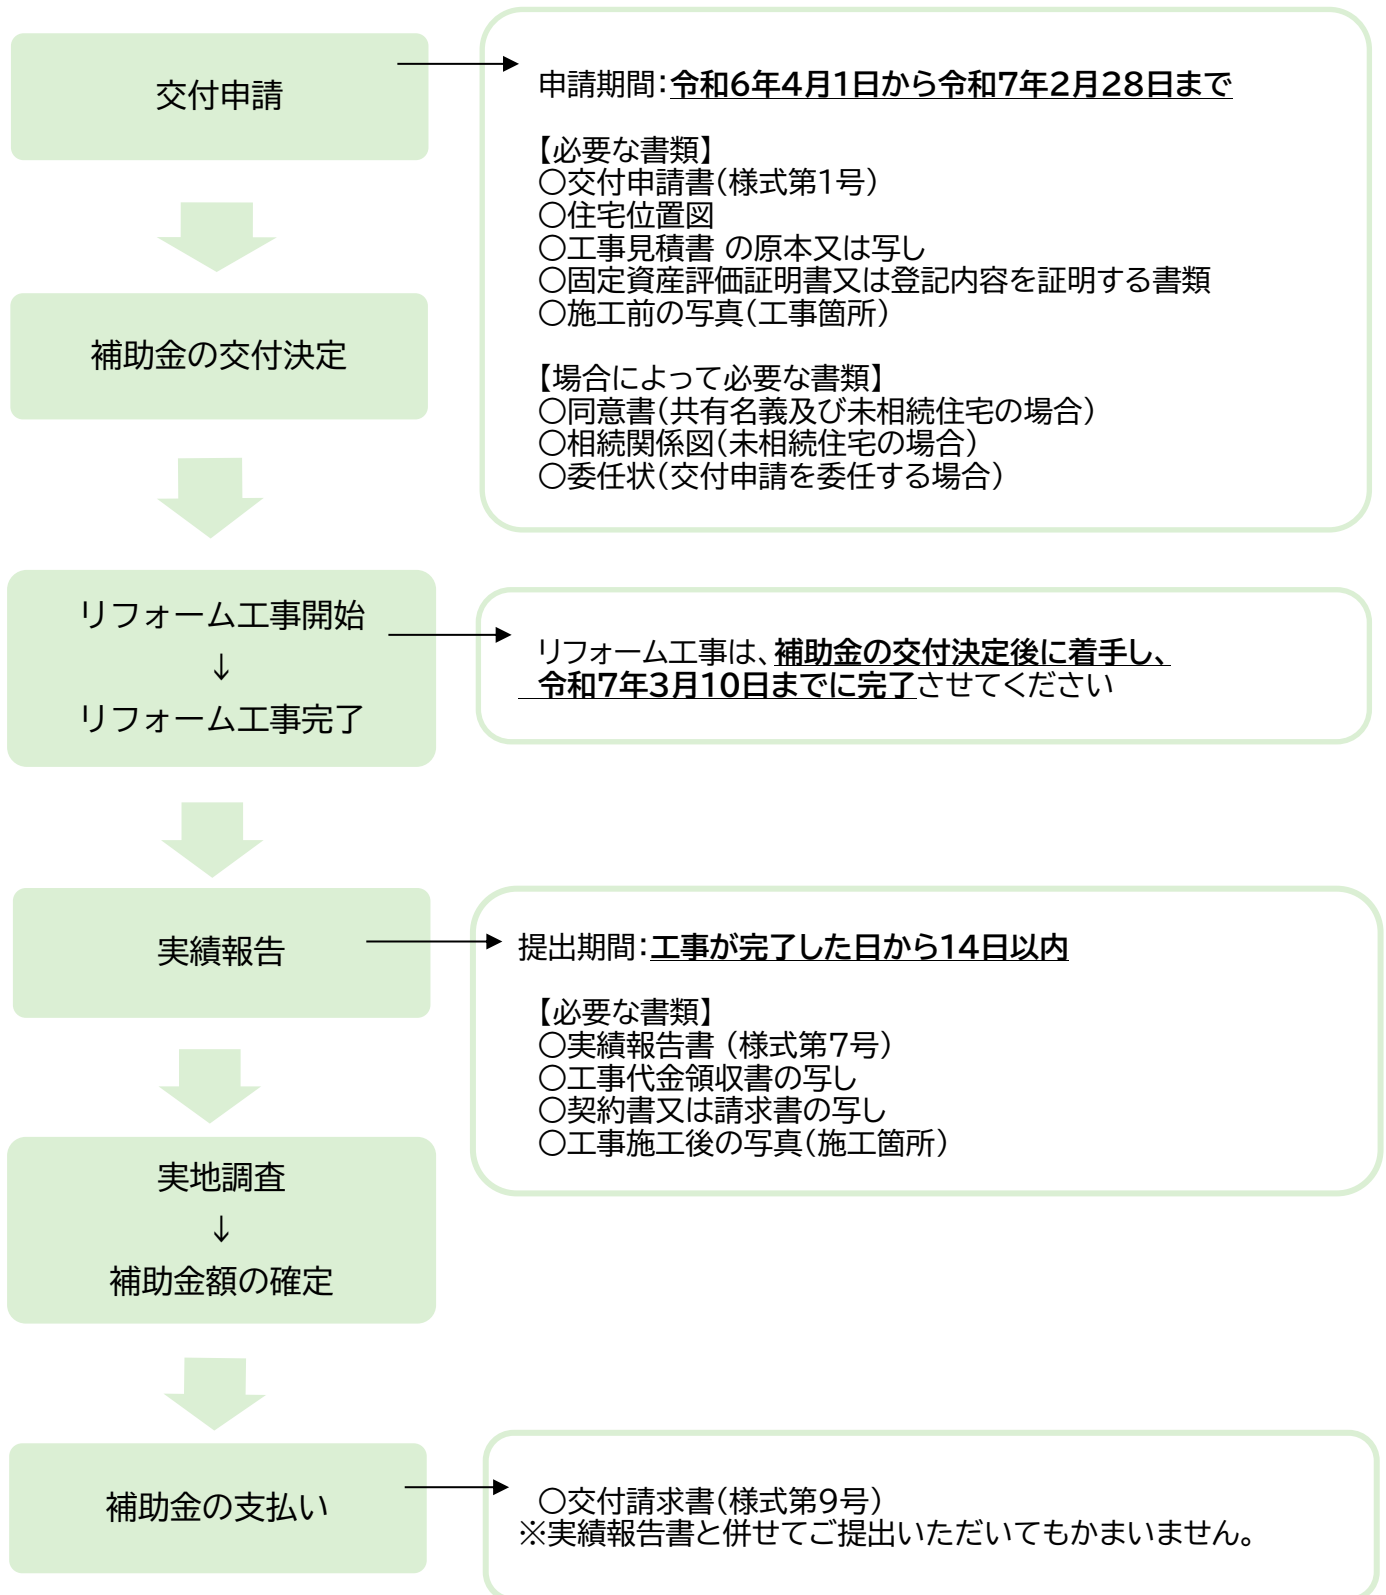 交付申請
申請期間：令和6年4月1日から令和7年2月28日まで
【必要な書類】
○交付申請書（様式第1号）
○住宅位置図
○工事見積書 の原本又は写し
○固定資産評価証明書又は登記内容を証明する書類
○施工前の写真（工事箇所）
【場合によって必要な書類】
○同意書（共有名義及び未相続住宅の場合）
○相続関係図（未相続住宅の場合）
○委任状（交付申請を委任する場合）
補助金の交付決定
リフォーム工事開始
↓
リフォーム工事完了
リフォーム工事は、補助金の交付決定後に着手し、
令和7年3月10日までに完了させてください
実績報告
提出期間：工事が完了した日から14日以内
【必要な書類】
○実績報告書 （様式第7号）
○工事代金領収書の写し
○契約書又は請求書の写し
○工事施工後の写真（施工箇所）
実地調査
↓
補助金額の確定
補助金の支払い
○交付請求書（様式第9号）
※実績報告書と併せてご提出いただいてもかまいません。